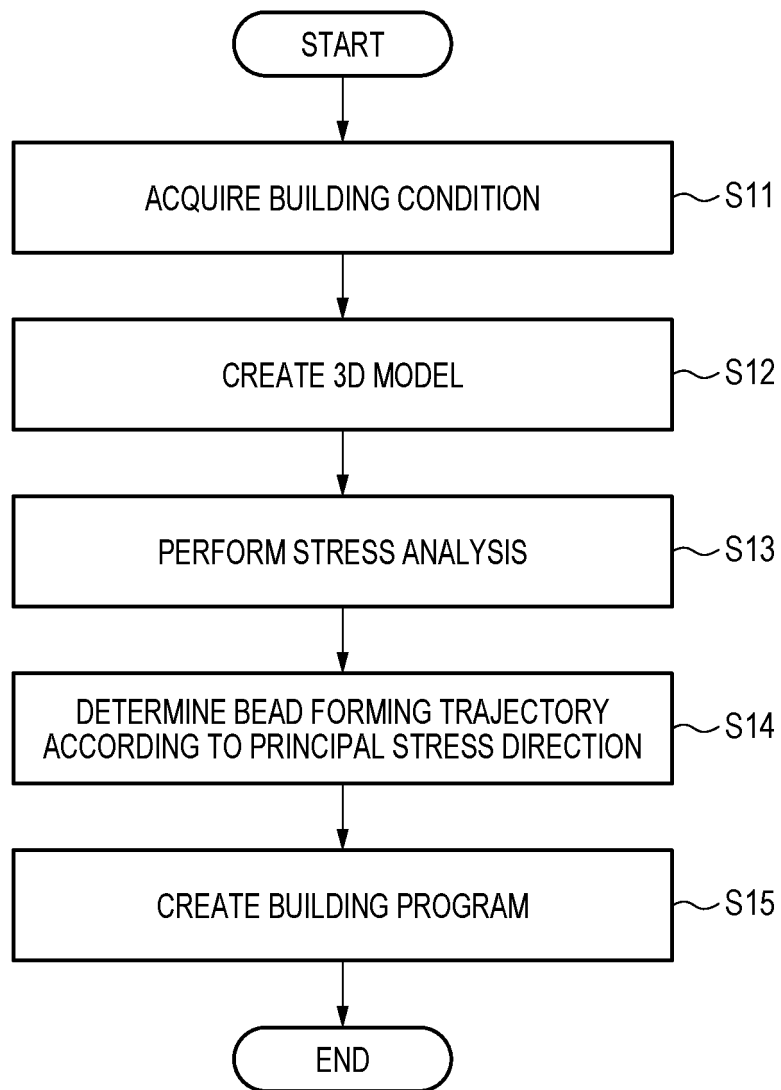 START
ACQUIRE BUILDING CONDITION
S11
CREATE 3D MODEL
S12
PERFORM STRESS ANALYSIS
S13
DETERMINE BEAD FORMING TRAJECTORY
ACCORDING TO PRINCIPAL STRESS DIRECTION
S14
CREATE BUILDING PROGRAM
S15
END